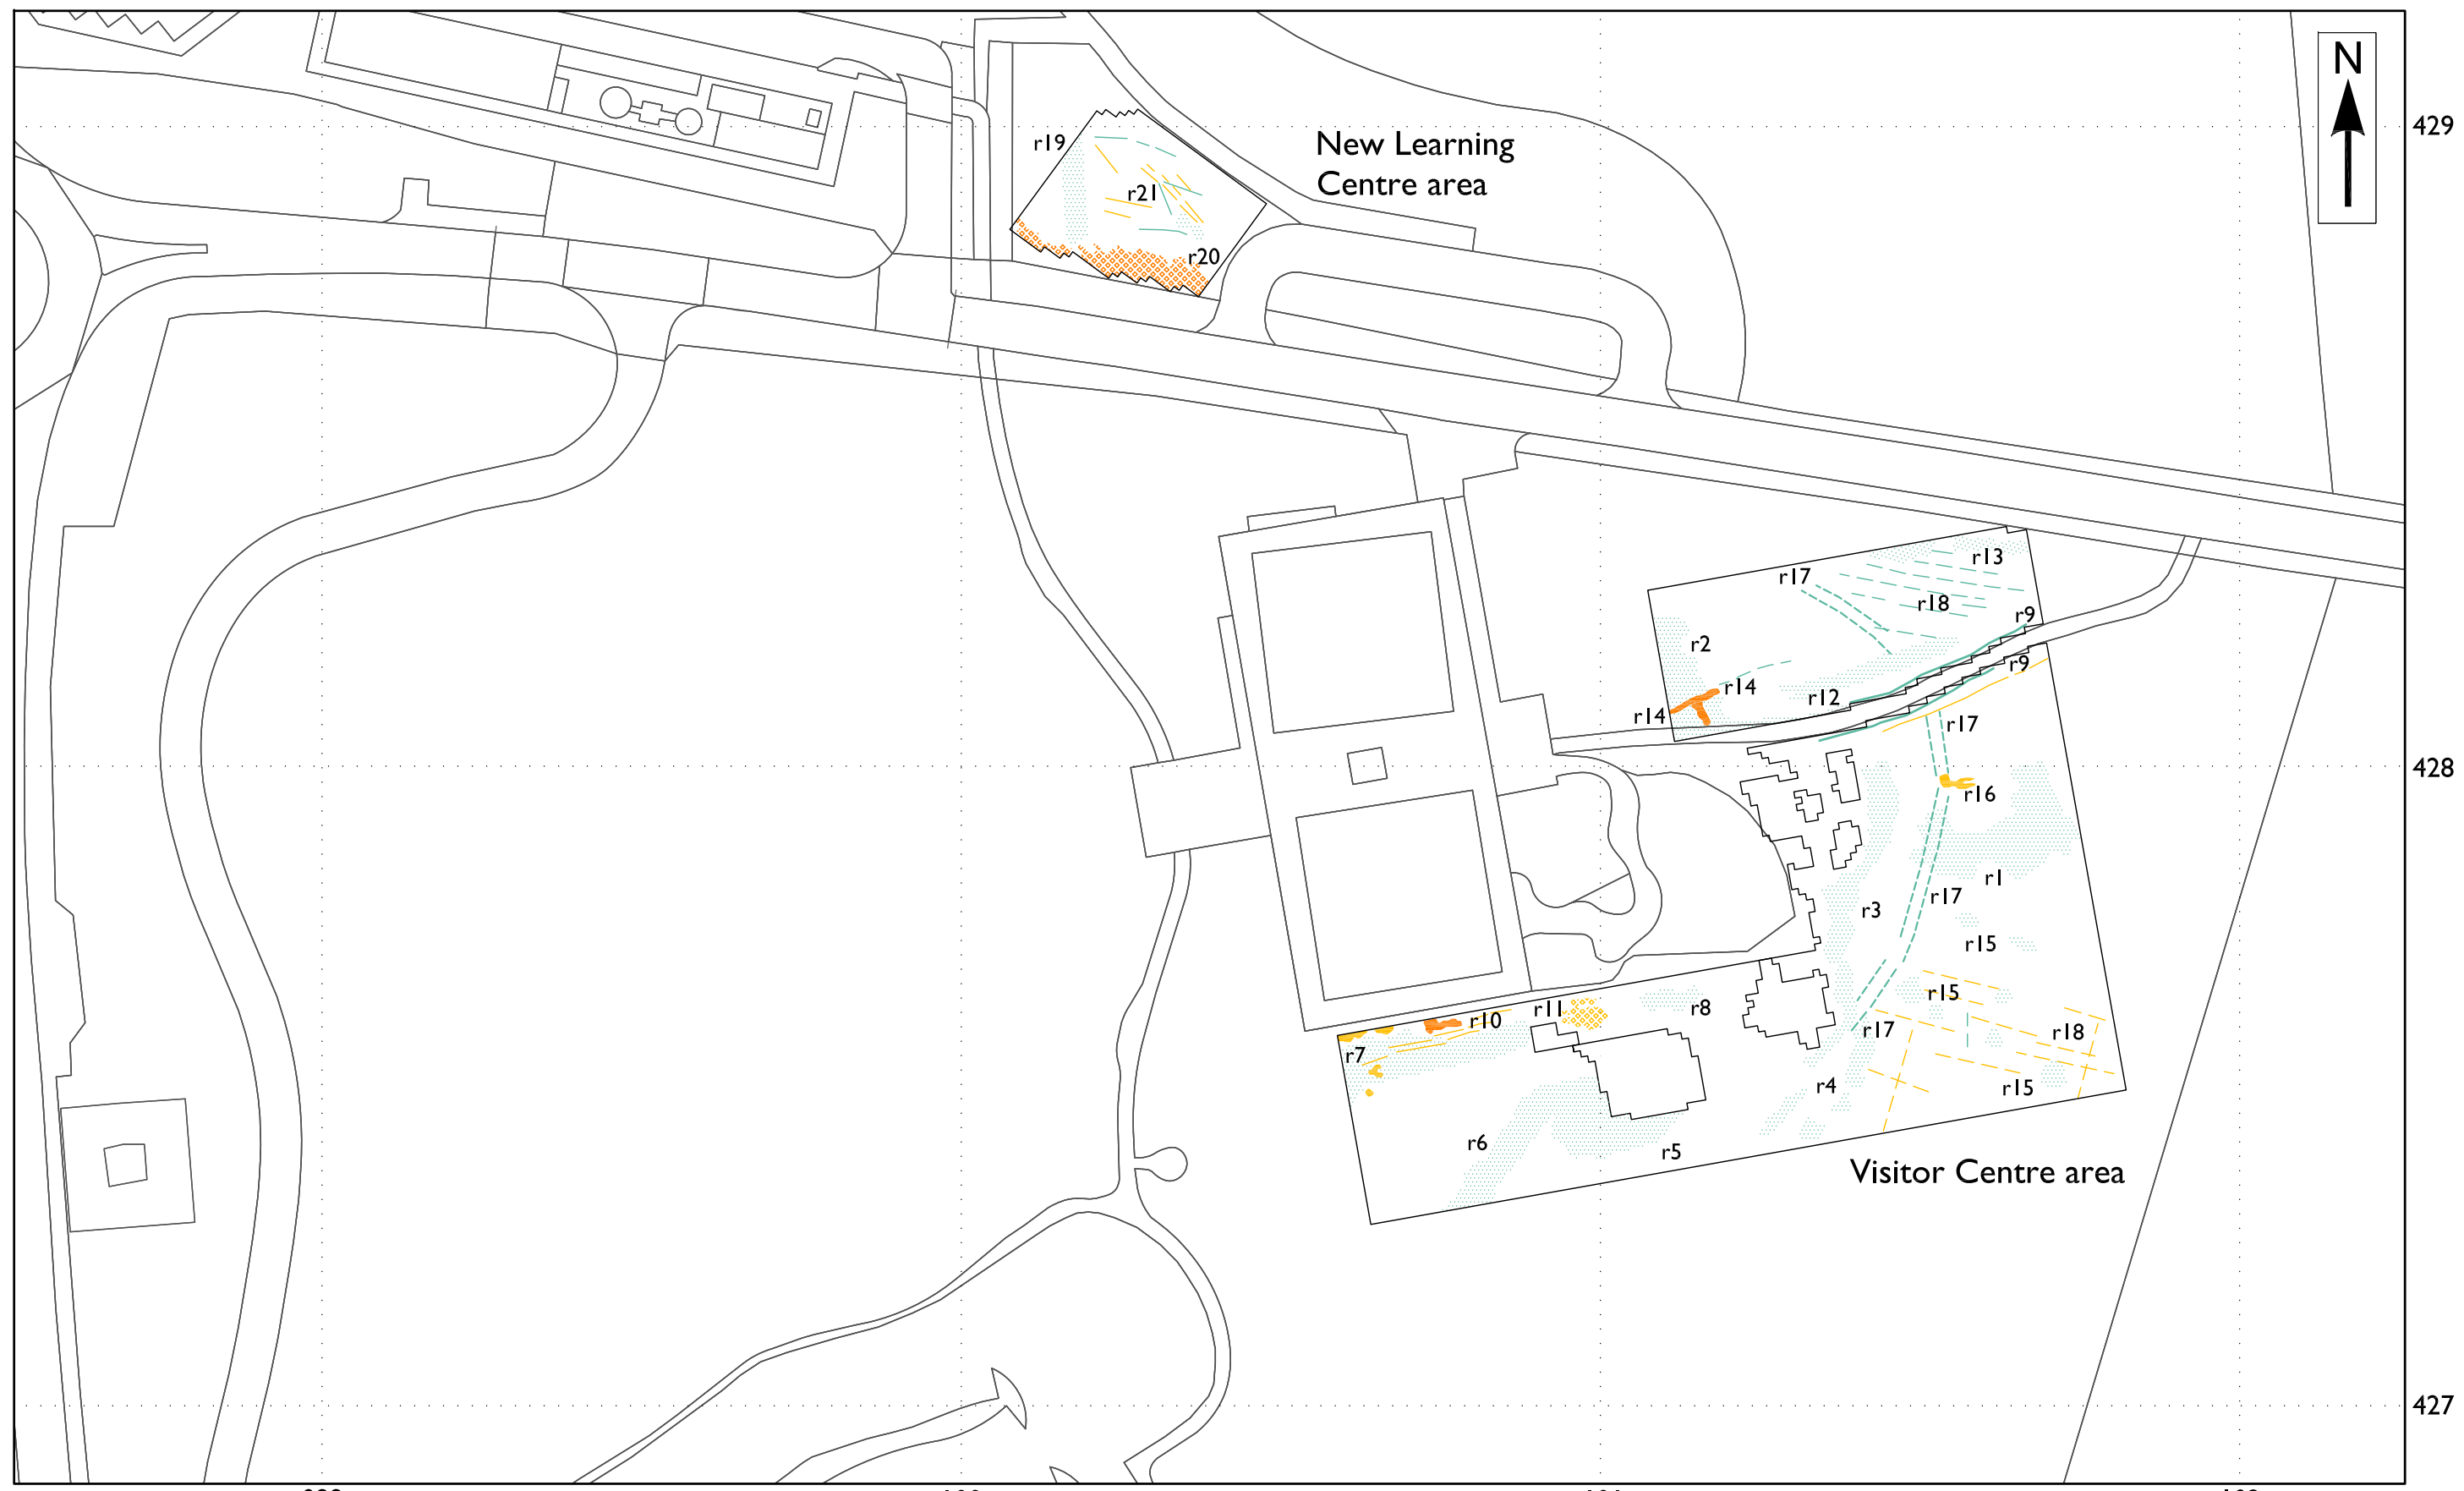 N
429
New Learning
Centre area
r19
r21
r20
r13
r17
r18
r9
r2
r9
r14
r12
r14
r17
428
r16
r1
r17
r3
r15
r15
r8
r11
r10
r17
r18
r7
r4
r15
r6
r5
Visitor Centre area
427